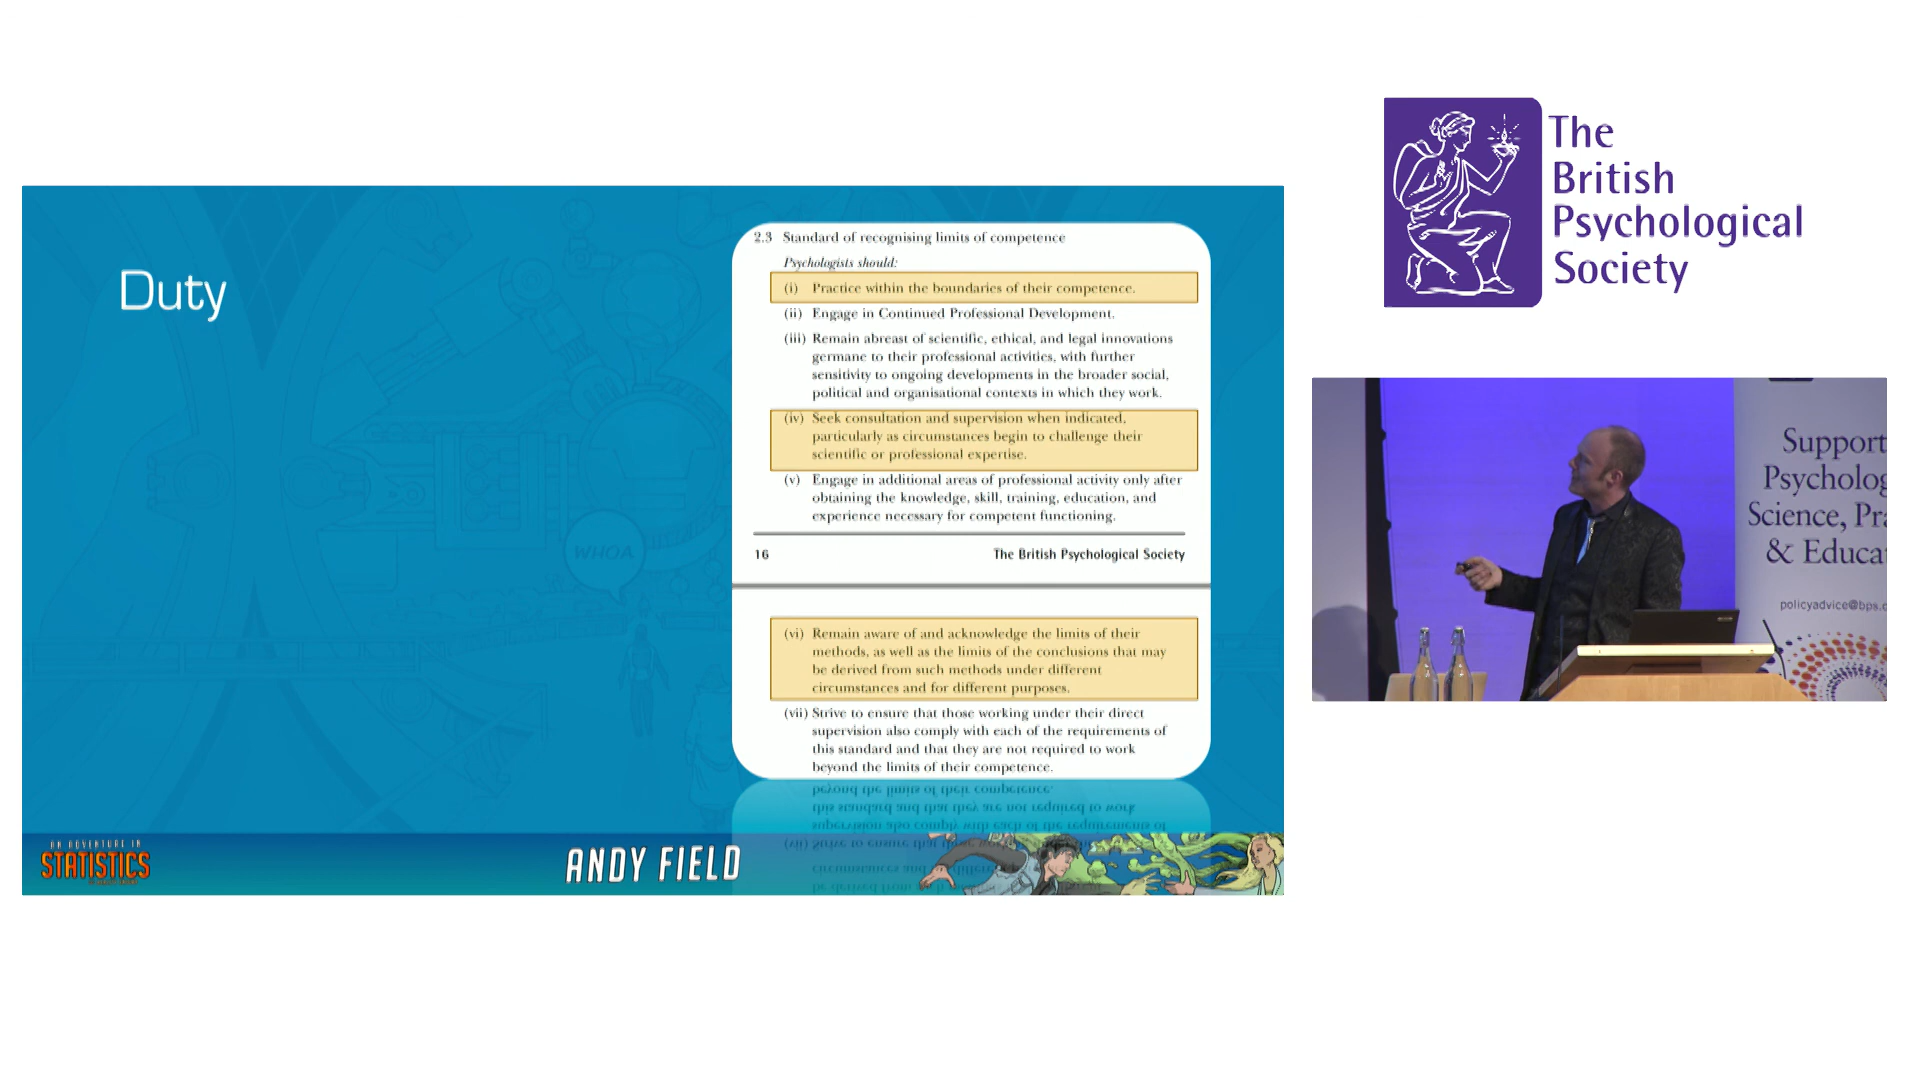 Duty
2.3 Standard of recognising limits of competence
Psychologists should:
(i) Practice within the boundaries of their competence.
(ii) Engage in Continued Professional Development.
(iii) Remain abreast of scientific, ethical, and legal innovations
germane to their professional activities, with further
sensitivity to ongoing developments in the broader social,
political and organisational contexts in which they work.
(iv) Seek consultation and supervision when indicated,
particularly as circumstances begin to challenge their
scientific or professional expertise.
(v) Engage in additional areas of professional activity only after
obtaining the knowledge, skill, training, education, and
experience necessary for competent functioning.
16 The British Psychological Society
WHOA
(vi) Remain aware of and acknowledge the limits of their
methods, as well as the limits of the conclusions that may
be derived from such methods under different
circumstances and for different purposes.
(vii) Strive to ensure that those working under their direct
supervision also comply with each of the requirements of
this standard and that they are not required to work
beyond the limits of their competence.
AN ADVENTURE IN
STATISTICS
ANDY FIELD
The
British
Psychological
Society
Support
Psycholog
Science, Pra
& Educat
policyadvice@bps.